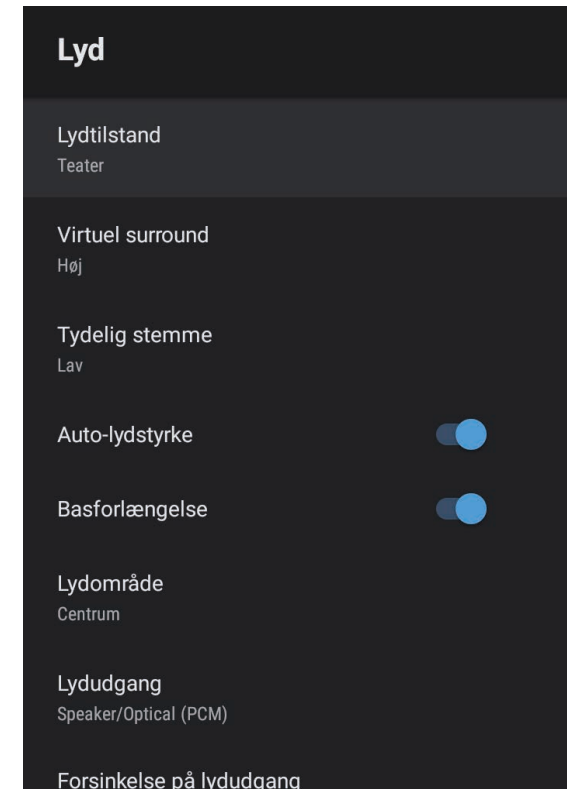 Lyd
Lydtilstand
Teater
Virtuel surround
Høj
Tydelig stemme
Lav
Auto-lydstyrke
Basforlængelse
Lydområde
Centrum
Lydudgang
Speaker/Optical (PCM)
Forsinkelse på lydudgang